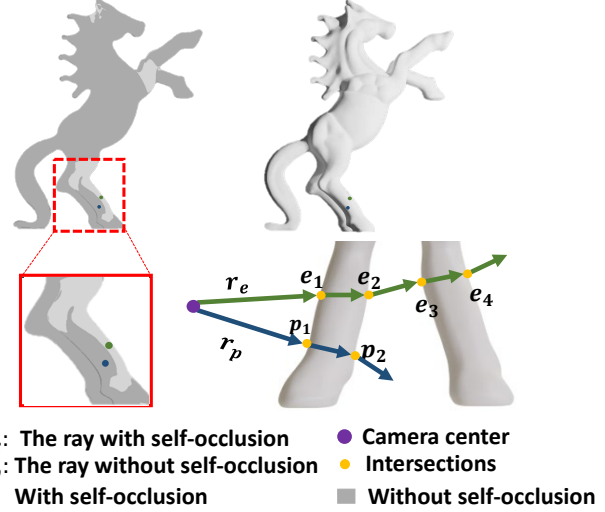 r_e e_1 e_2 e_3 e_4
r_p p_1 p_2
: The ray with self-occlusion Camera center
: The ray without self-occlusion Intersections
With self-occlusion Without self-occlusion